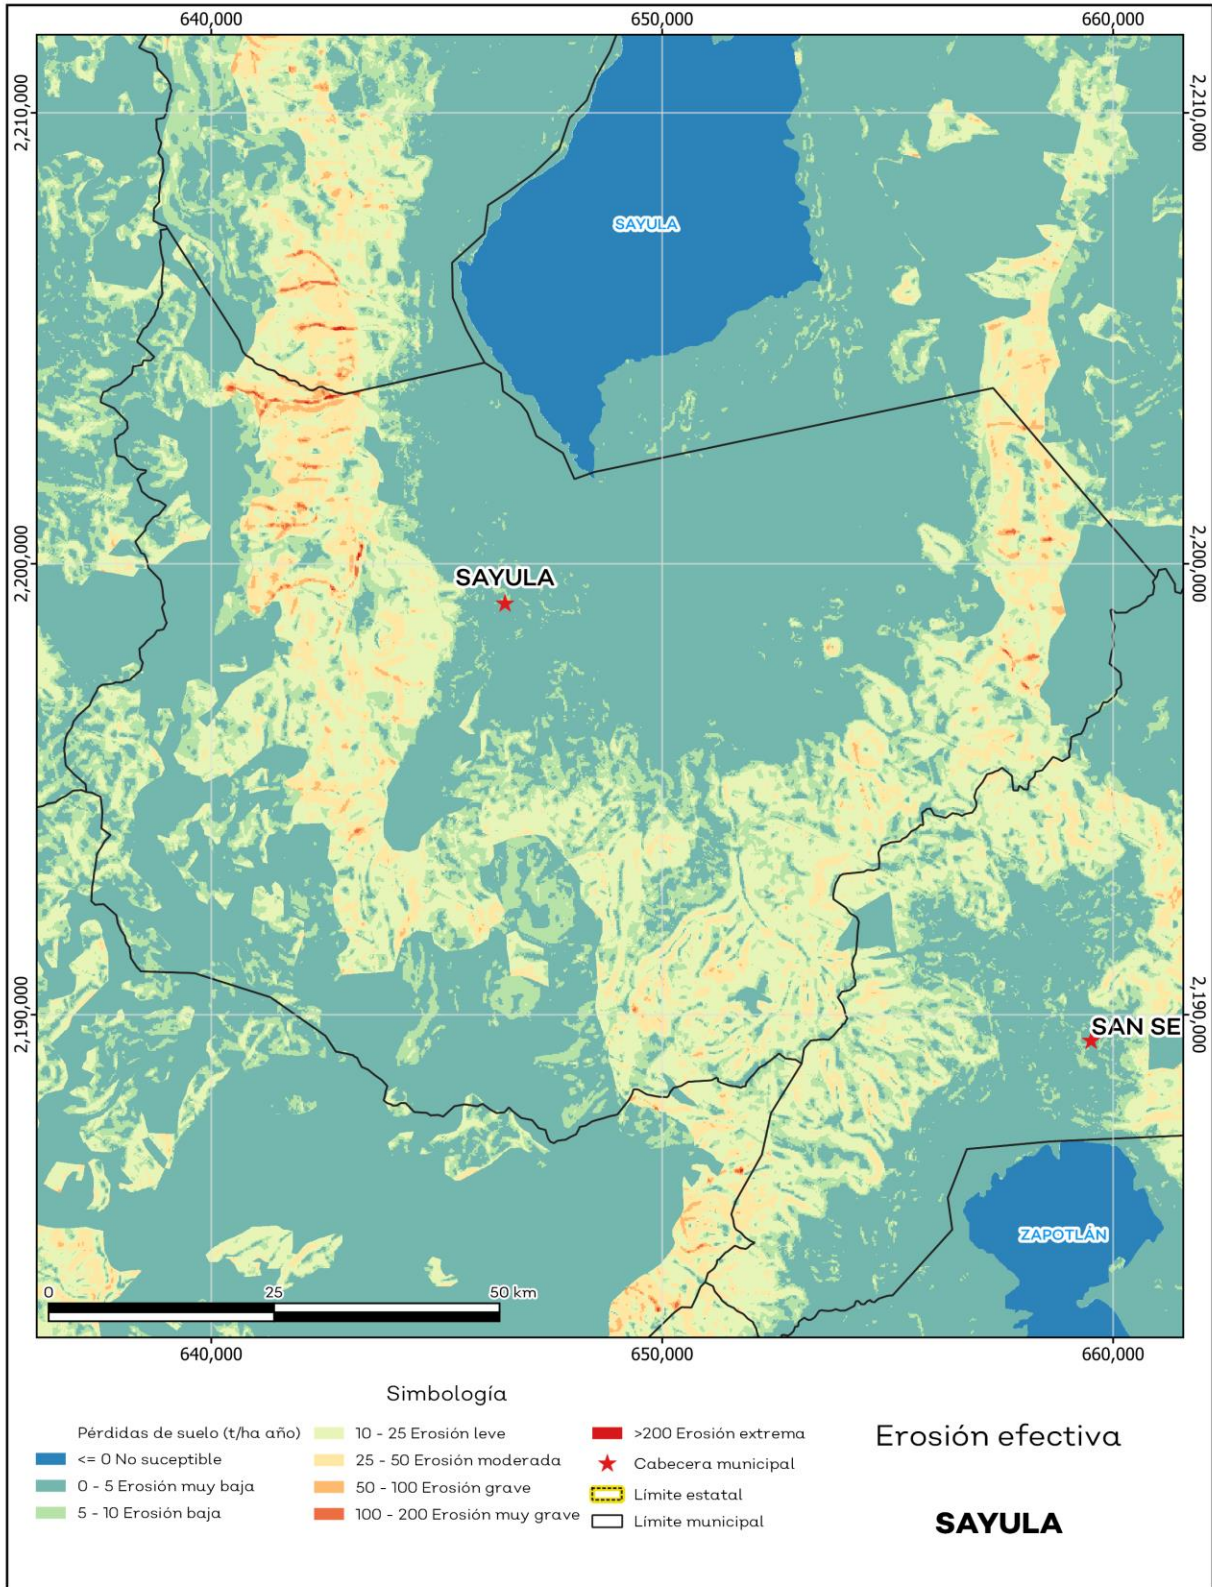 640,000
650,000
660,000
2,210,000
2,210,000
SAYULA
2,200,000
2,200,000
SAYULA
2,190,000
2,190,000
SAN SE
ZAPOTLÁN
0
25
50 km
640,000
650,000
660,000
Simbología
Pérdidas de suelo (t/ha año)
<= 0 No suceptible
0 - 5 Erosión muy baja
5 - 10 Erosión baja
10 - 25 Erosión leve
25 - 50 Erosión moderada
50 - 100 Erosión grave
100 - 200 Erosión muy grave
>200 Erosión extrema
Cabecera municipal
Límite estatal
Límite municipal
Erosión efectiva
SAYULA